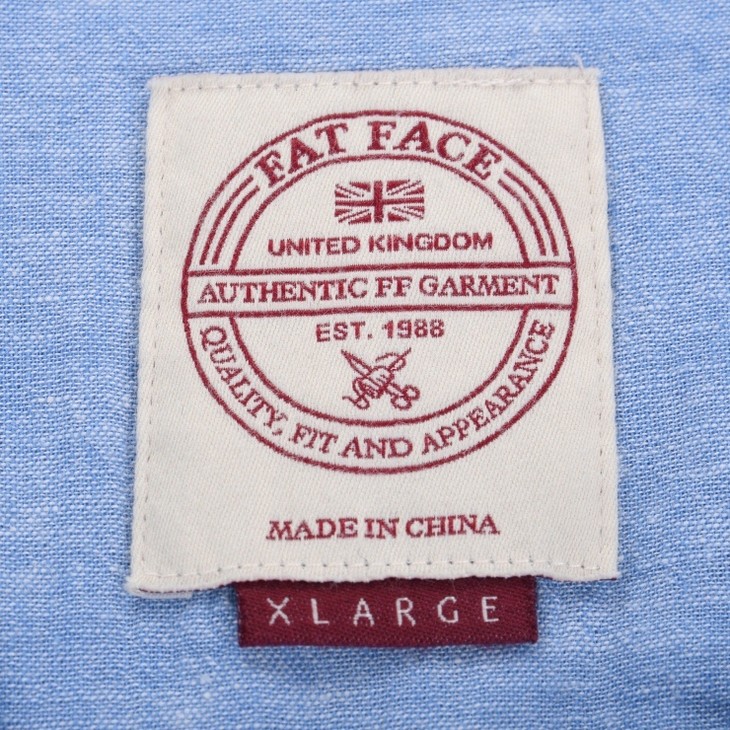 FAT FACE
UNITED KINGDOM
AUTHENTIC FF GARMENT
EST. 1988
QUALITY, FIT AND APPEARANCE
MADE IN CHINA
XLARGE